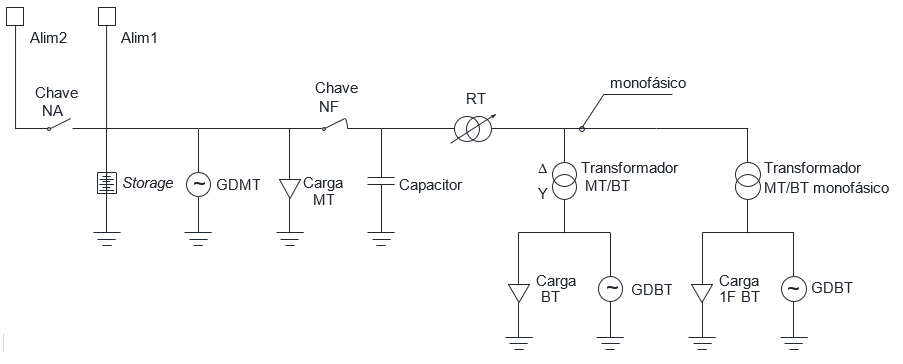 Alim2
Alim1
Chave
NA
Chave
NF
RT
monofásico
Storage
~
GDMT
Carga
MT
Capacitor
Δ
Y
Transformador
MT/BT
Transformador
MT/BT monofásico
Carga
BT
~
GDBT
Carga
1F BT
~
GDBT